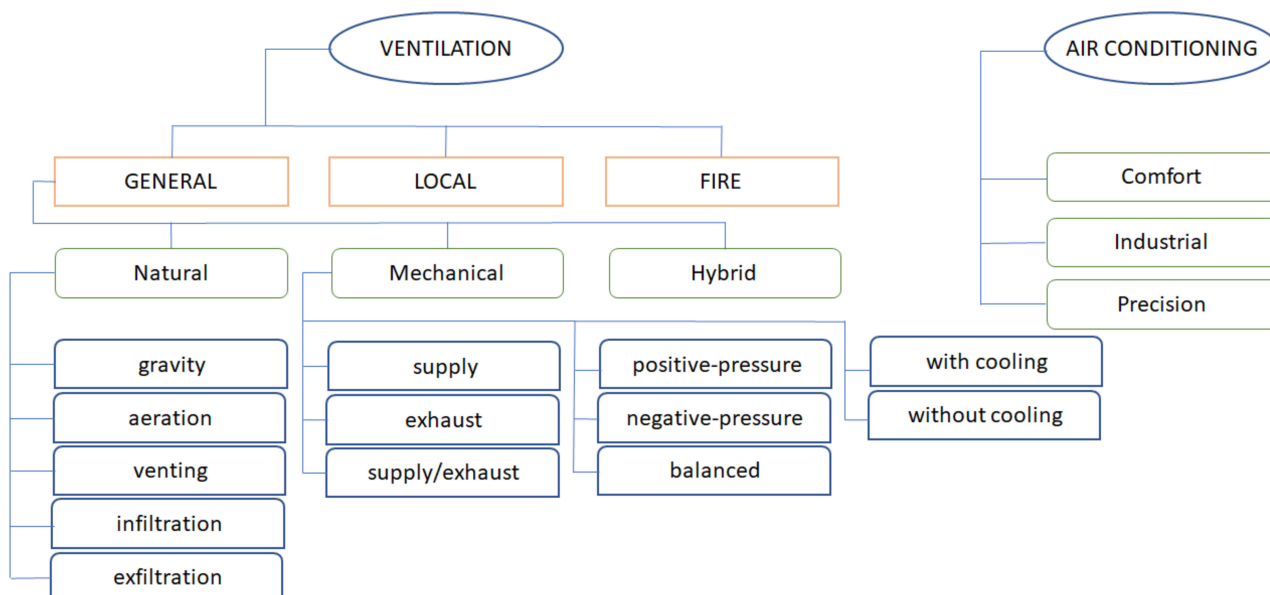 VENTILATION
AIR CONDITIONING
GENERAL
LOCAL
FIRE
Comfort
Industrial
Precision
Natural
Mechanical
Hybrid
gravity
aeration
venting
infiltration
exfiltration
supply
exhaust
supply/exhaust
positive-pressure
negative-pressure
balanced
with cooling
without cooling